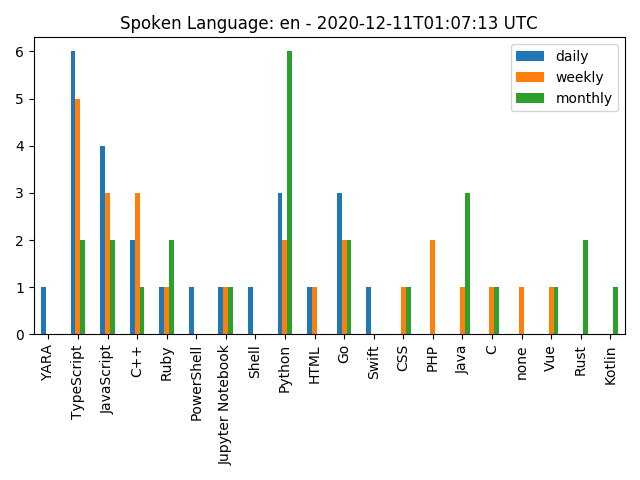 Spoken Language: en - 2020-12-11T01:07:13 UTC
daily
weekly
monthly
6
5
4
3
2
1
0
YARA
TypeScript
JavaScript
C++
Ruby
PowerShell
Jupyter Notebook
Shell
Python
HTML
Go
Swift
CSS
PHP
Java
C
none
Vue
Rust
Kotlin